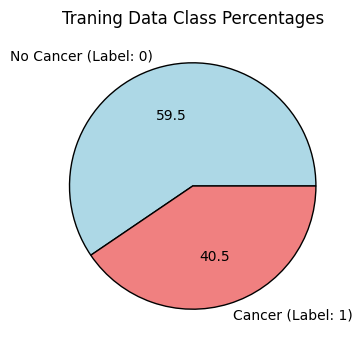 Traning Data Class Percentages
No Cancer (Label: 0)
59.5
40.5
Cancer (Label: 1)